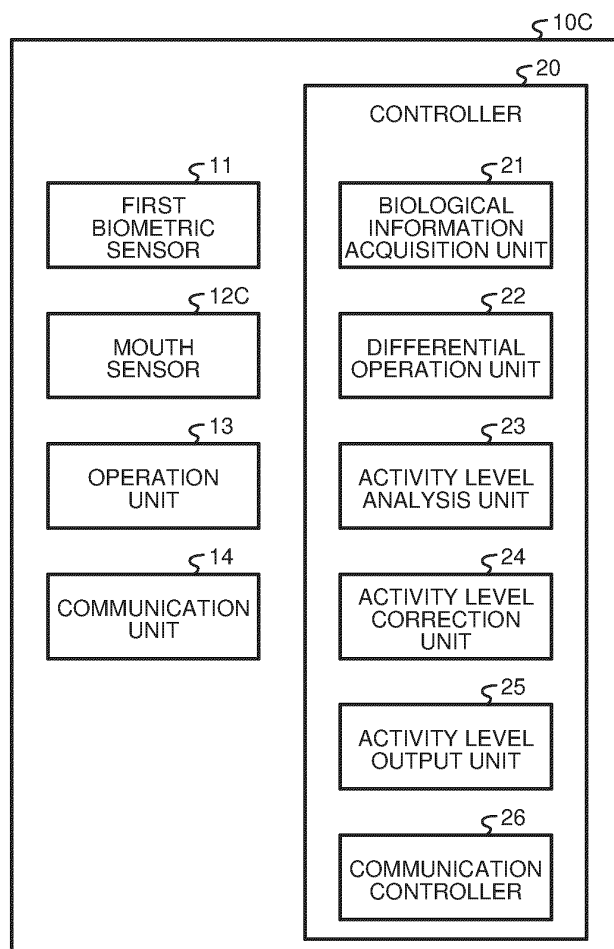 10C
20
CONTROLLER
11
FIRST
BIOMETRIC
SENSOR
21
BIOLOGICAL
INFORMATION
ACQUISITION UNIT
12C
MOUTH
SENSOR
22
DIFFERENTIAL
OPERATION UNIT
13
OPERATION
UNIT
23
ACTIVITY LEVEL
ANALYSIS UNIT
14
COMMUNICATION
UNIT
24
ACTIVITY LEVEL
CORRECTION
UNIT
25
ACTIVITY LEVEL
OUTPUT UNIT
26
COMMUNICATION
CONTROLLER